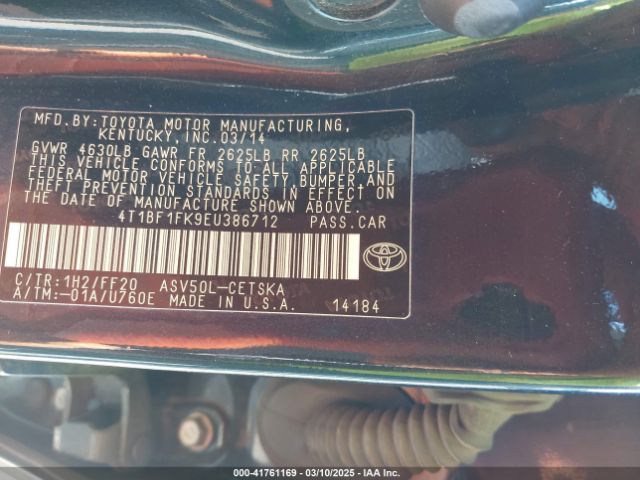 MFD. BY: TOYOTA MOTOR MANUFACTURING,
KENTUCKY, INC. 03/14
GVWR 4630LB GAWR FR 2625LB RR 2625LB
THIS VEHICLE CONFORMS TO ALL APPLICABLE
FEDERAL MOTOR VEHICLE SAFETY, BUMPER, AND
THEFT PREVENTION STANDARDS IN EFFECT ON
THE DATE OF MANUFACTURE SHOWN ABOVE.
4T1BF1FK9EU386712 PASS. CAR
C/TR: 1H2/FF20 ASV50L-CETSKA
A/TM:-01A/U760E MADE IN U.S.A. 14184
000-41761169 | 03/10/2025 | IAA Inc.